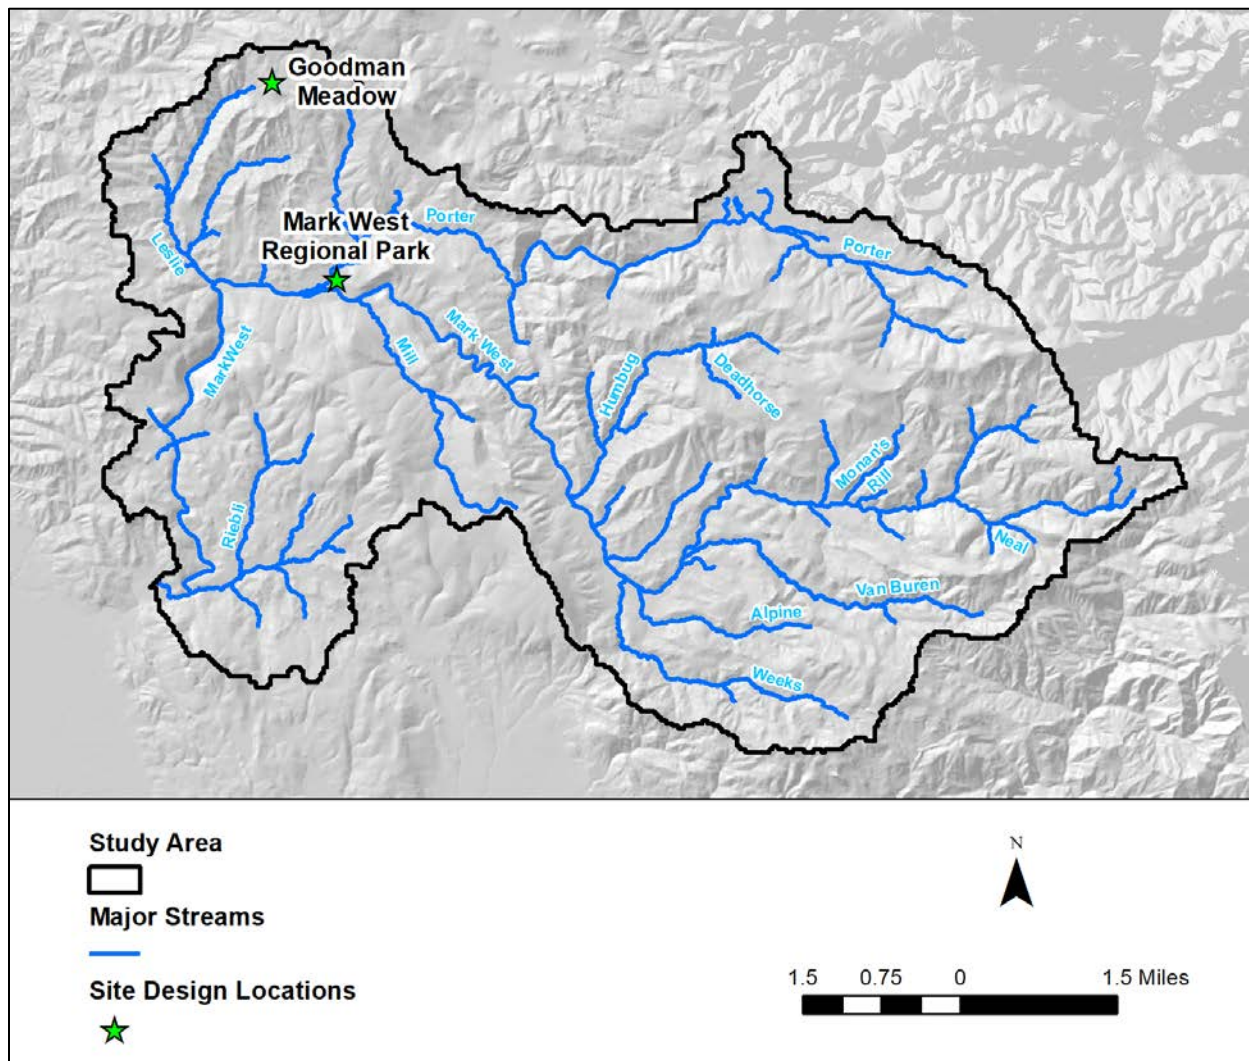 Goodman
Meadow
Porter
Mark West
Regional Park
Leslie
Porter
MarkWest
Mill
Mark West
Humbug
Deadhorse
Monan's
Rill
Riebli
Neal
Van Buren
Alpine
Weeks
Study Area
Major Streams
Site Design Locations
N
1.5 0.75 0 1.5 Miles